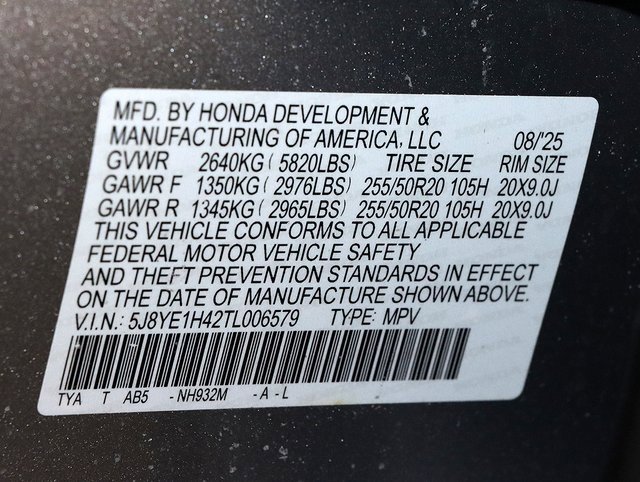 MFD. BY HONDA DEVELOPMENT &
MANUFACTURING OF AMERICA, LLC 08/'25
GVWR 2640KG ( 5820LBS) TIRE SIZE RIM SIZE
GAWR F 1350KG ( 2976LBS) 255/50R20 105H 20X9.0J
GAWR R 1345KG ( 2965LBS) 255/50R20 105H 20X9.0J
THIS VEHICLE CONFORMS TO ALL APPLICABLE
FEDERAL MOTOR VEHICLE SAFETY
AND THEFT PREVENTION STANDARDS IN EFFECT
ON THE DATE OF MANUFACTURE SHOWN ABOVE.
V.I.N.: 5J8YE1H42TL006579 TYPE: MPV
TYA T AB5 - NH932M - A - L -